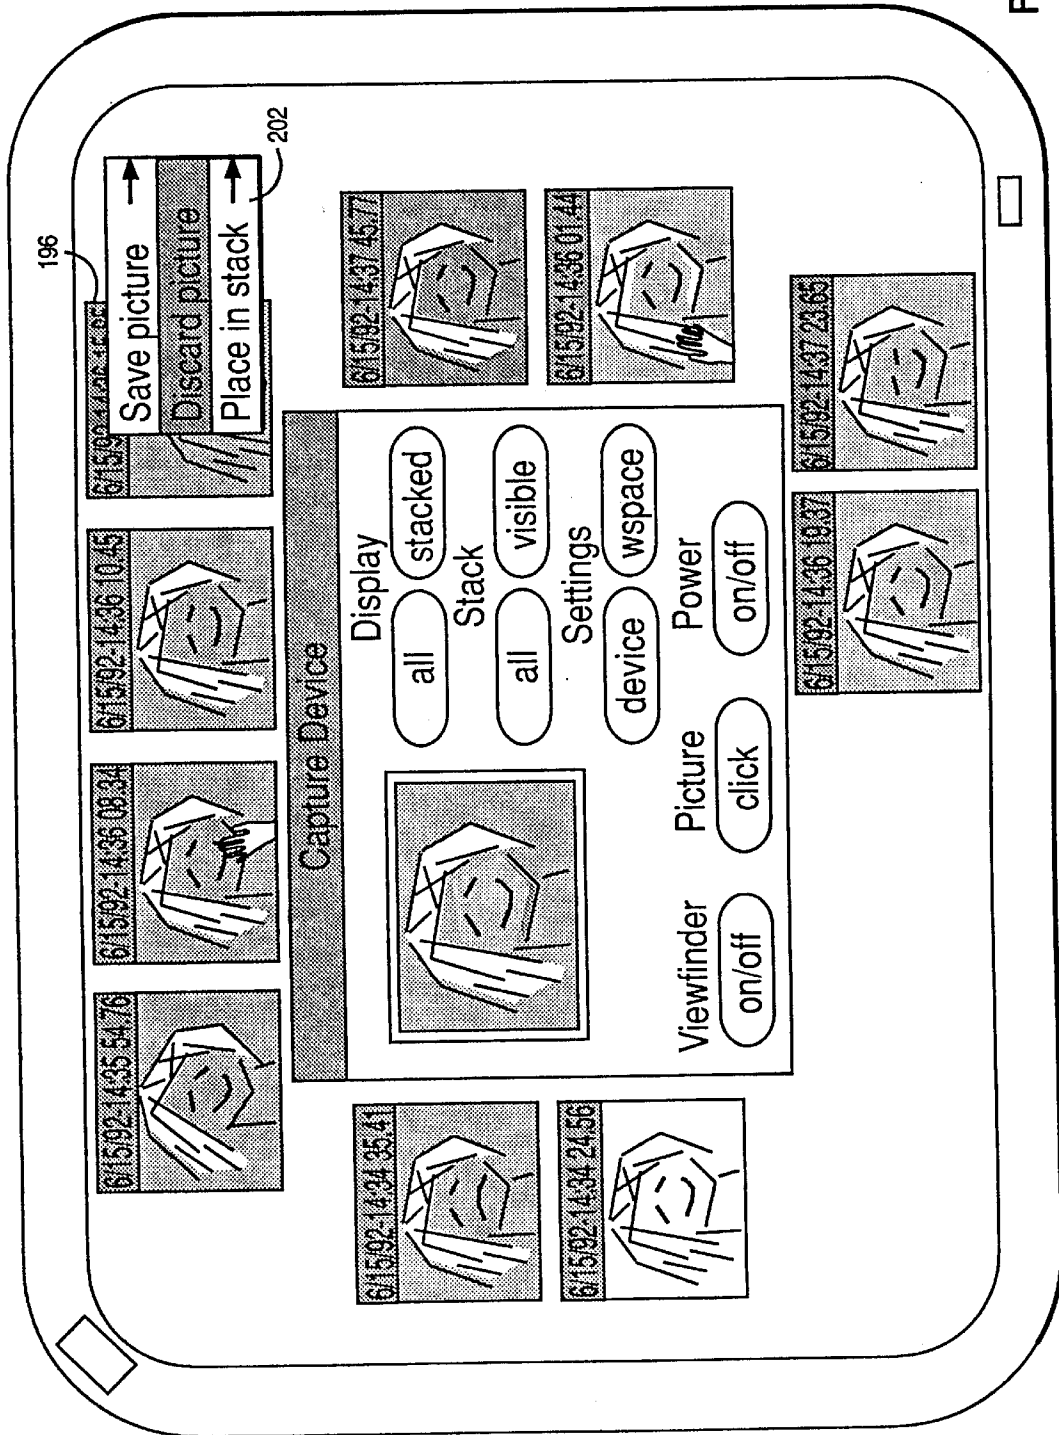 196
6/15/92-14:35 54.76
6/15/92-14:36 08.34
6/15/92-14:36 10.45
Save picture
Discard picture
Place in stack
202
Capture Device
6/15/92-14:34 35.41
6/15/92-14:37 45.77
Display
all stacked
Stack
all visible
6/15/92-14:34 24.56
6/15/92-14:36 01.44
Settings
device wspace
Viewfinder Picture Power
on/off click on/off
6/15/92-14:36 19.37
6/15/92-14:37 23.65